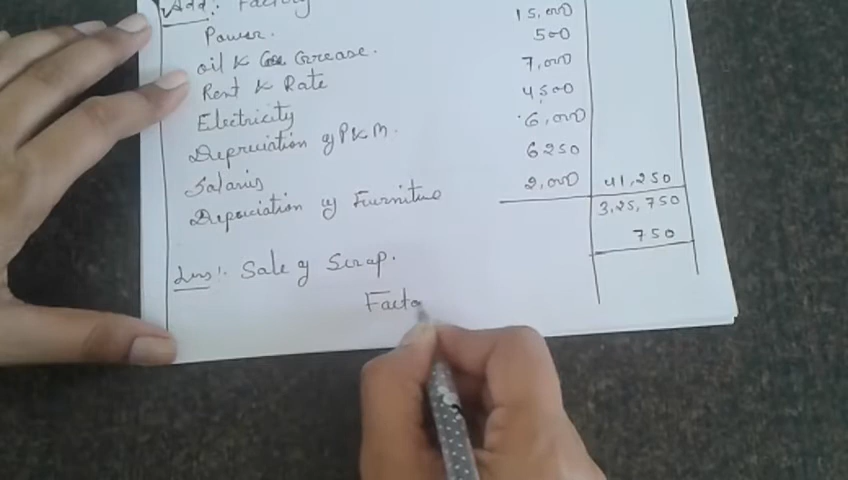 Add:- Factory
Power. 15,000
Oil & Grease. 500
Rent & Rate 7,000
Electricity 4,500
Depreciation of P & M. 6,000
Salaris 6250
Depreciation of Furniture 2,000 41,250
3,25,750
Less:- Sale of Scrap. 750
Facto